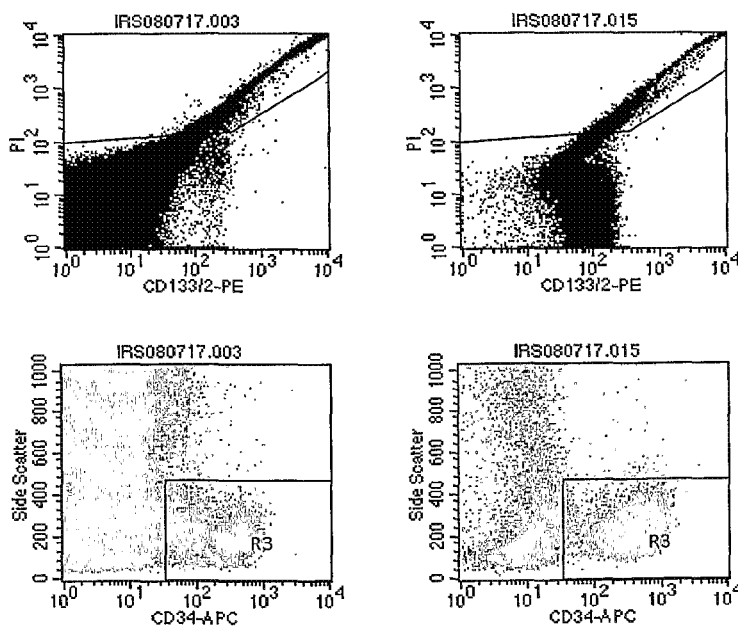 IRS080717.003
IRS080717.015
10^4
10^3
10^2
10^1
10^0
PI
10^0 10^1 10^2 10^3 10^4
CD133/2-PE
10^4
10^3
10^2
10^1
10^0
PI
10^0 10^1 10^2 10^3 10^4
CD133/2-PE
IRS080717.003
IRS080717.015
1000
800
600
400
200
0
Side Scatter
R3
10^0 10^1 10^2 10^3 10^4
CD34-APC
1000
800
600
400
200
0
Side Scatter
R3
10^0 10^1 10^2 10^3 10^4
CD34-APC